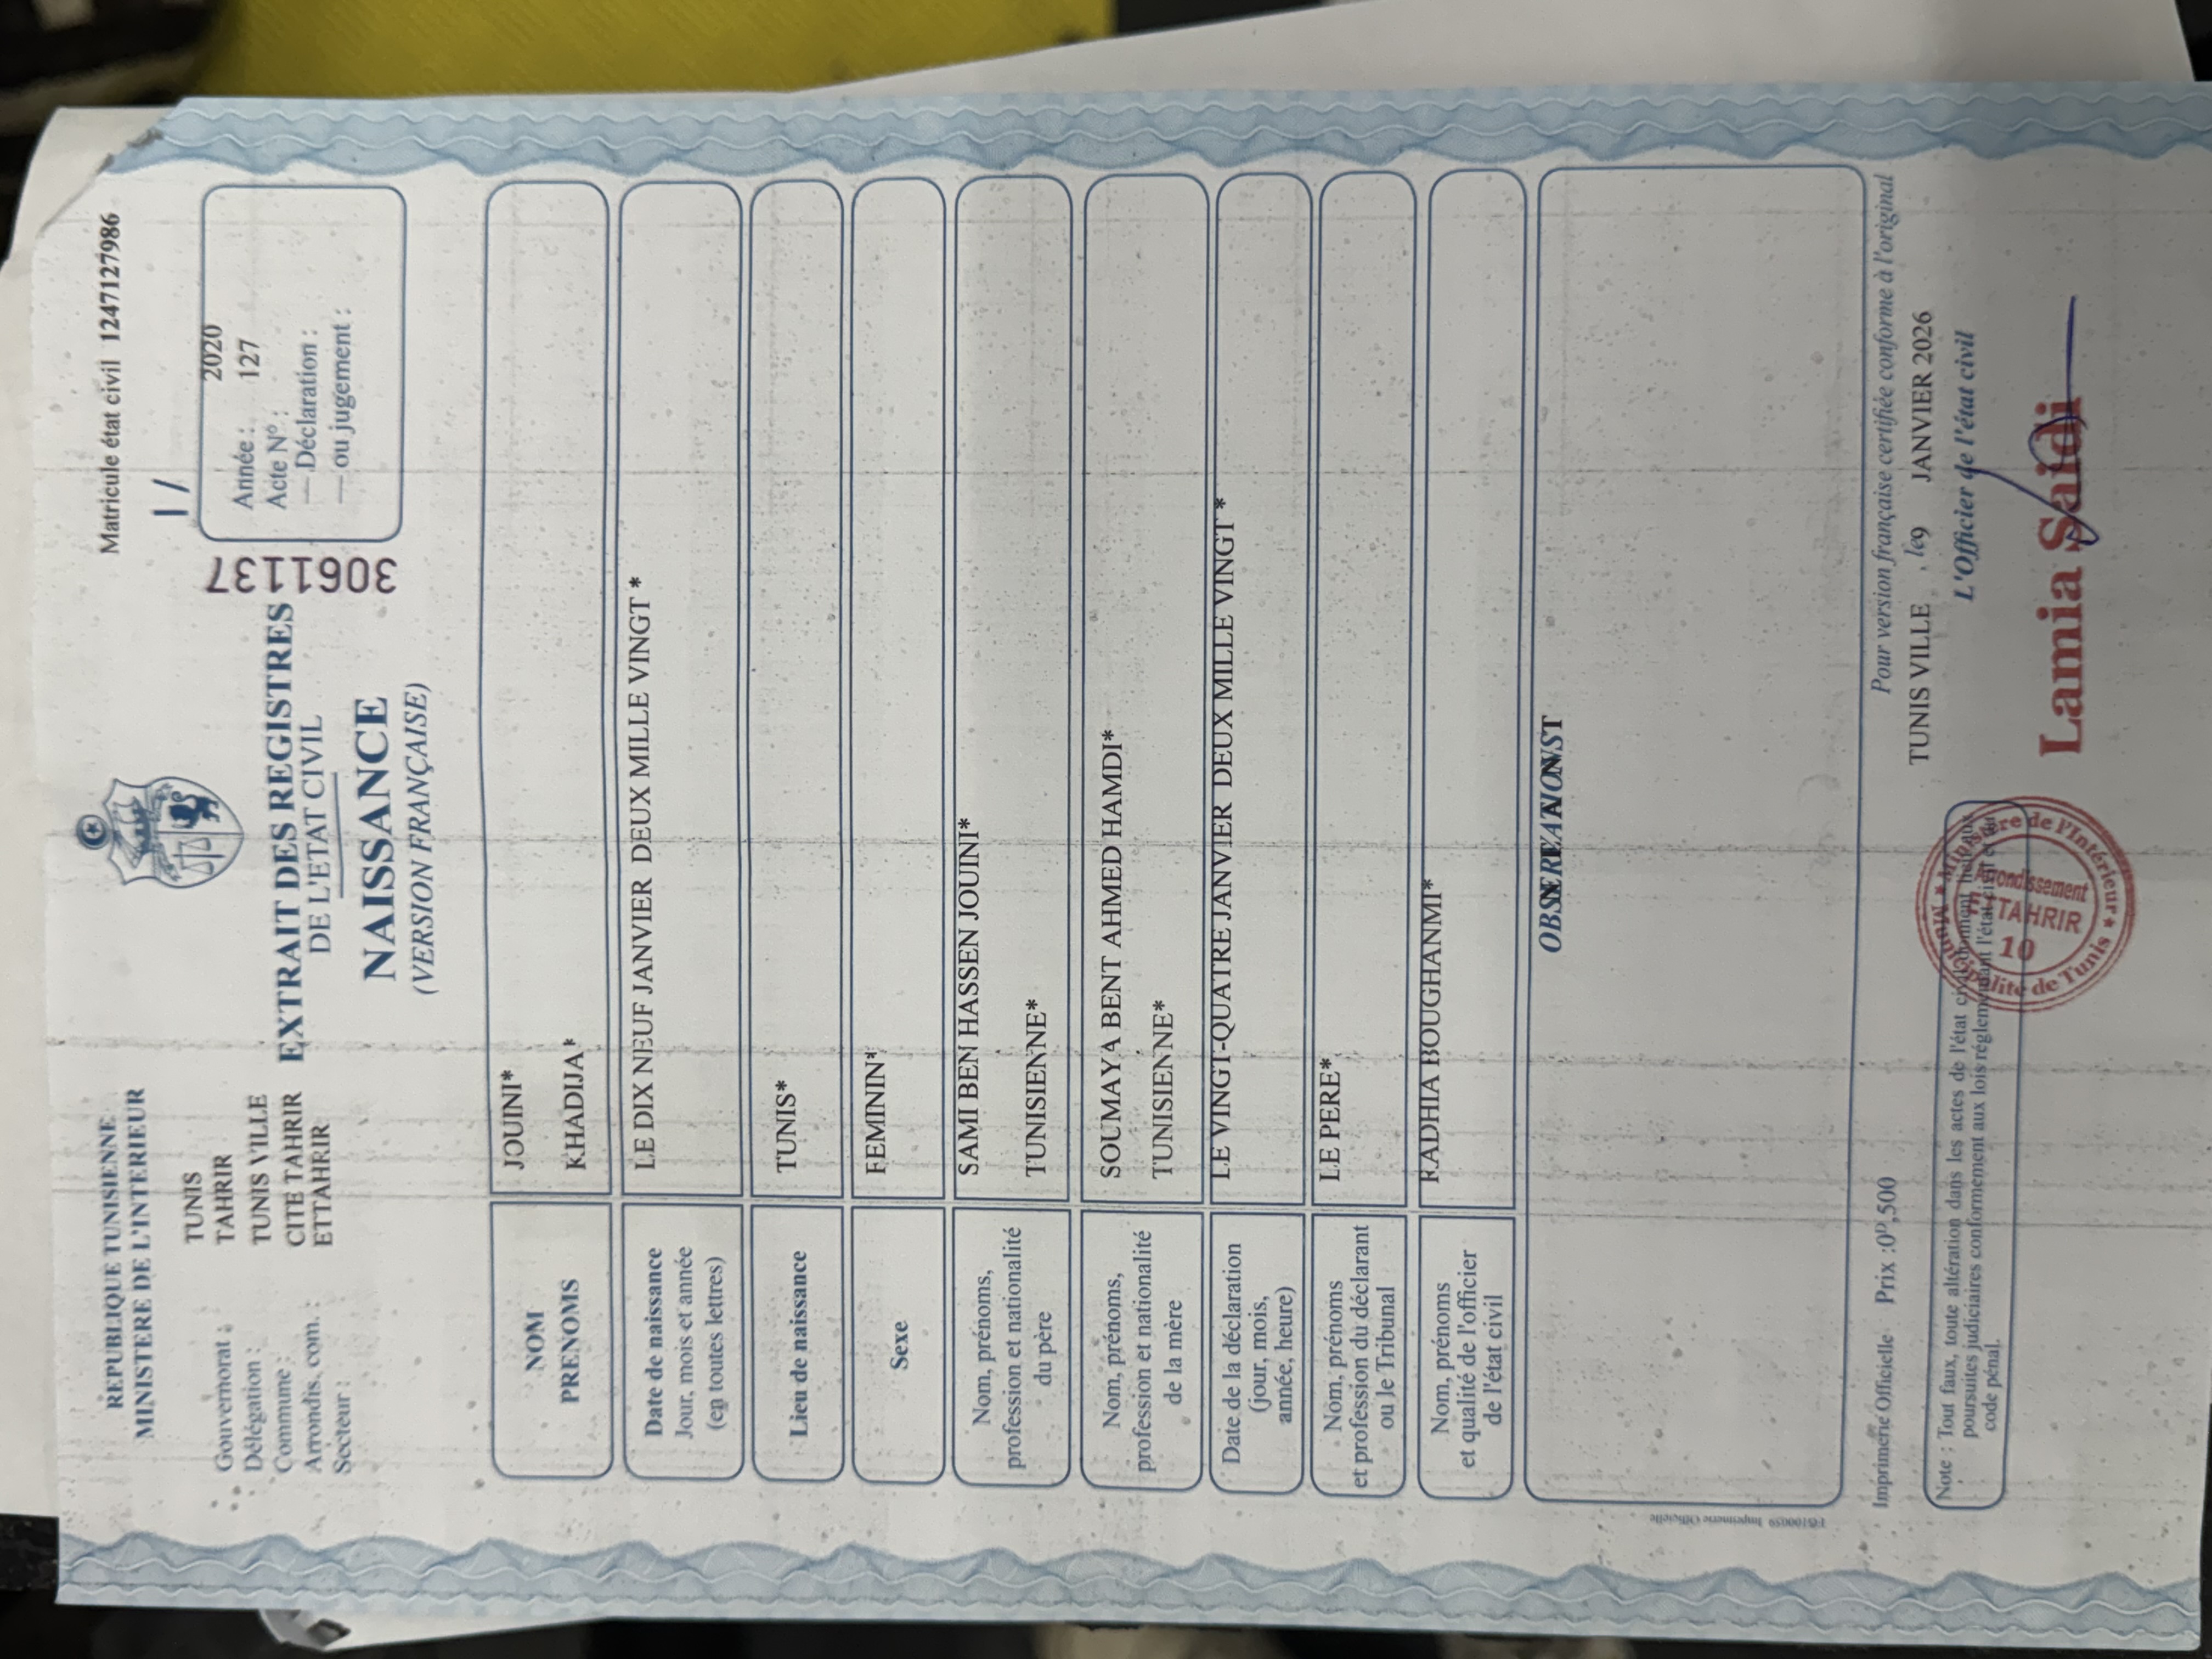 REPUBLIQUE TUNISIENNE
MINISTERE DE L'INTERIEUR
Matricule état civil 12471127986
Gouvernorat : TUNIS
Délégation : TAHRIR
Commune : TUNIS VILLE
Arrondis. com. : CITE TAHRIR
Secteur : ETTAHRIR
EXTRAIT DES REGISTRES
DE L'ETAT CIVIL
NAISSANCE
(VERSION FRANÇAISE)
3061137
1/
Année : 2020
Acte N° : 127
— Déclaration :
— ou jugement :
NOM JOUINI*
PRENOMS KHADIJA*
Date de naissance
Jour, mois et année
(en toutes lettres)
LE DIX NEUF JANVIER DEUX MILLE VINGT *
Lieu de naissance TUNIS*
Sexe FEMININ*
Nom, prénoms,
profession et nationalité
du père
SAMI BEN HASSEN JOUINI*
TUNISIENNE*
Nom, prénoms,
profession et nationalité
de la mère
SOUMAYA BENT AHMED HAMDI*
TUNISIENNE*
Date de la déclaration
(jour, mois,
année, heure)
LE VINGT-QUATRE JANVIER DEUX MILLE VINGT *
Nom, prénoms
et profession du déclarant
ou le Tribunal
LE PERE*
Nom, prénoms
et qualité de l'officier
de l'état civil
RADHIA BOUGHANMI*
Imprimerie Officielle Prix :0ᴰ,500
Pour version française certifiée conforme à l'original
TUNIS VILLE , le 9 JANVIER 2026
L'Officier de l'état civil
Lamia Saidi
Note : Tout faux, toute altération dans les actes de l'état
poursuites judiciaires conformement aux lois réglementant l'état civil
code pénal.
Ministère de l'Intérieur
Municipalité de Tunis
Arrondissement
ETTAHRIR
10
Imprimerie Officielle